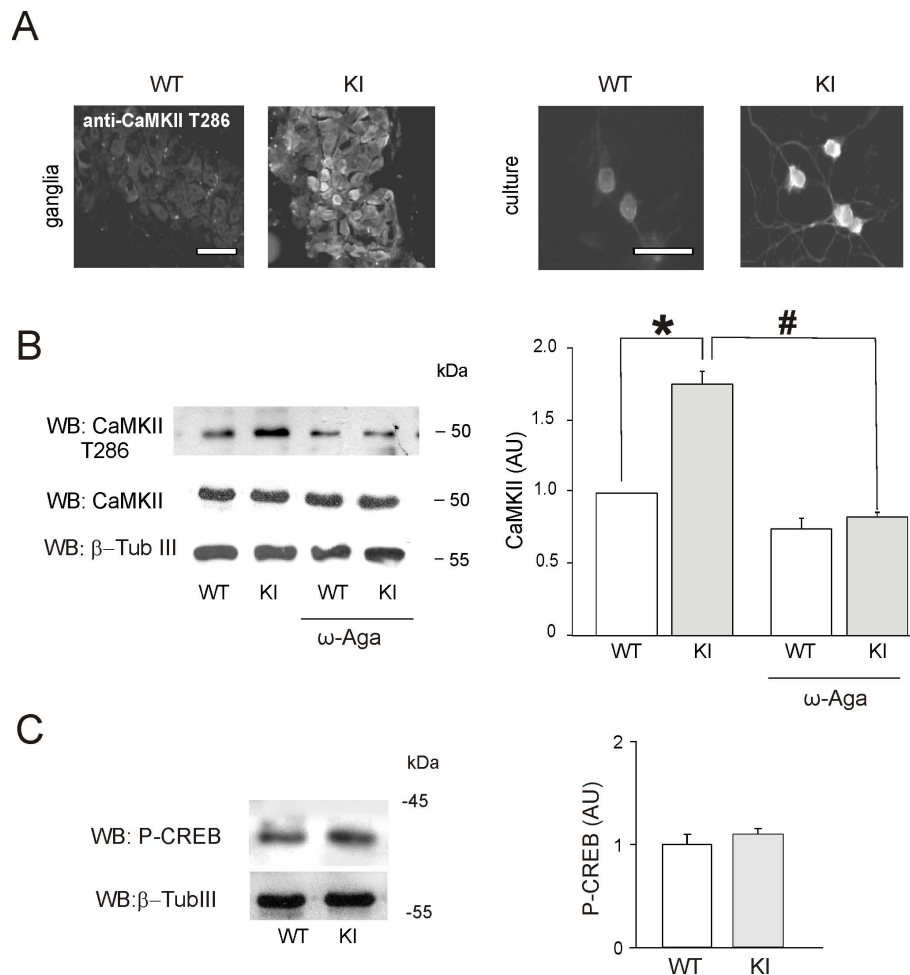 A
WT KI WT KI
anti-CaMKII T286
ganglia
culture
B
kDa
WB: CaMKII
T286
– 50
WB: CaMKII
– 50
WB: β–Tub III
– 55
WT KI WT KI
ω-Aga
* #
2.0
1.5
1.0
0.5
0
CaMKII (AU)
WT KI WT KI
ω-Aga
C
kDa
-45
WB: P-CREB
WB:β–TubIII
-55
WT KI
2
1
0
P-CREB (AU)
WT KI